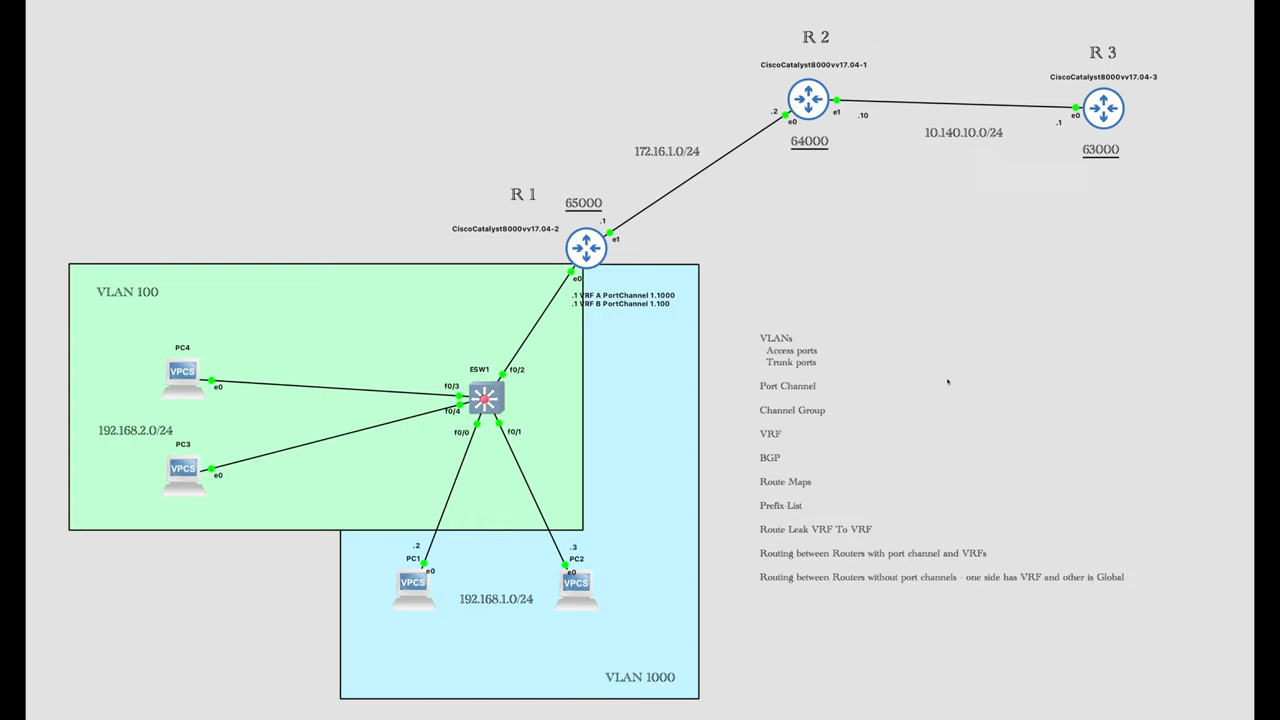 R 2
CiscoCatalyst8000vv17.04-1
R 3
CiscoCatalyst8000vv17.04-3
.2
e0
e1
.10
e0
.1
10.140.10.0/24
64000
63000
172.16.1.0/24
R 1
65000
CiscoCatalyst8000vv17.04-2
.1
e1
e0
.1 VRF A PortChannel 1.1000
.1 VRF B PortChannel 1.100
VLAN 100
PC4
VPCS
e0
ESW1
f0/2
f0/3
f0/4
f0/0
f0/1
192.168.2.0/24
PC3
VPCS
e0
.2
PC1
e0
VPCS
.3
PC2
e0
VPCS
192.168.1.0/24
VLAN 1000
VLANs
Access ports
Trunk ports
Port Channel
Channel Group
VRF
BGP
Route Maps
Prefix-List
Route Leak VRF To VRF
Routing between Routers with port channel and VRFs
Routing between Routers without port channels - one side has VRF and other is Global